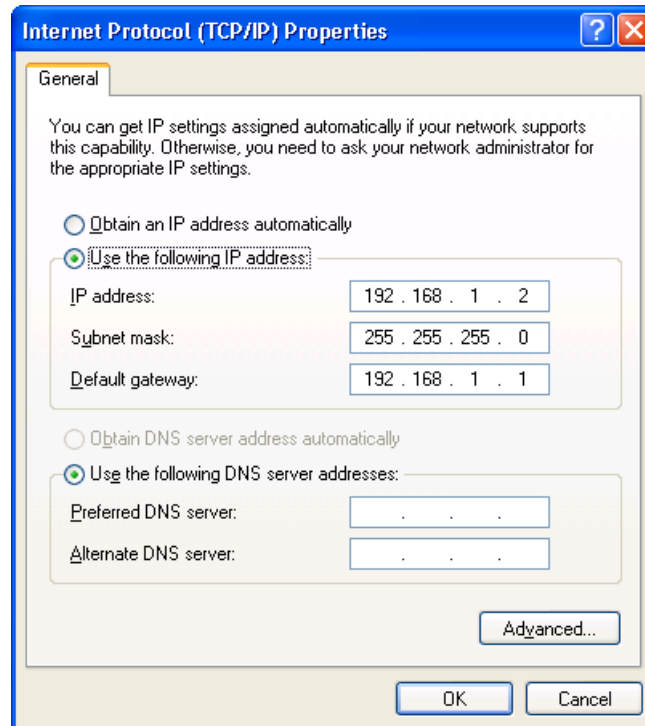 Internet Protocol (TCP/IP) Properties
General
You can get IP settings assigned automatically if your network supports
this capability. Otherwise, you need to ask your network administrator for
the appropriate IP settings.
Obtain an IP address automatically
Use the following IP address:
IP address: 192 . 168 . 1 . 2
Subnet mask: 255 . 255 . 255 . 0
Default gateway: 192 . 168 . 1 . 1
Obtain DNS server address automatically
Use the following DNS server addresses:
Preferred DNS server: . . .
Alternate DNS server: . . .
Advanced...
OK Cancel